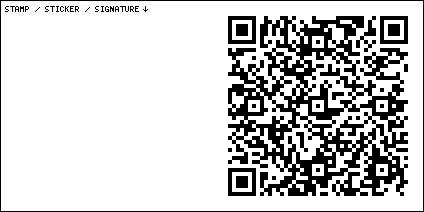 STAMP / STICKER / SIGNATURE ↓